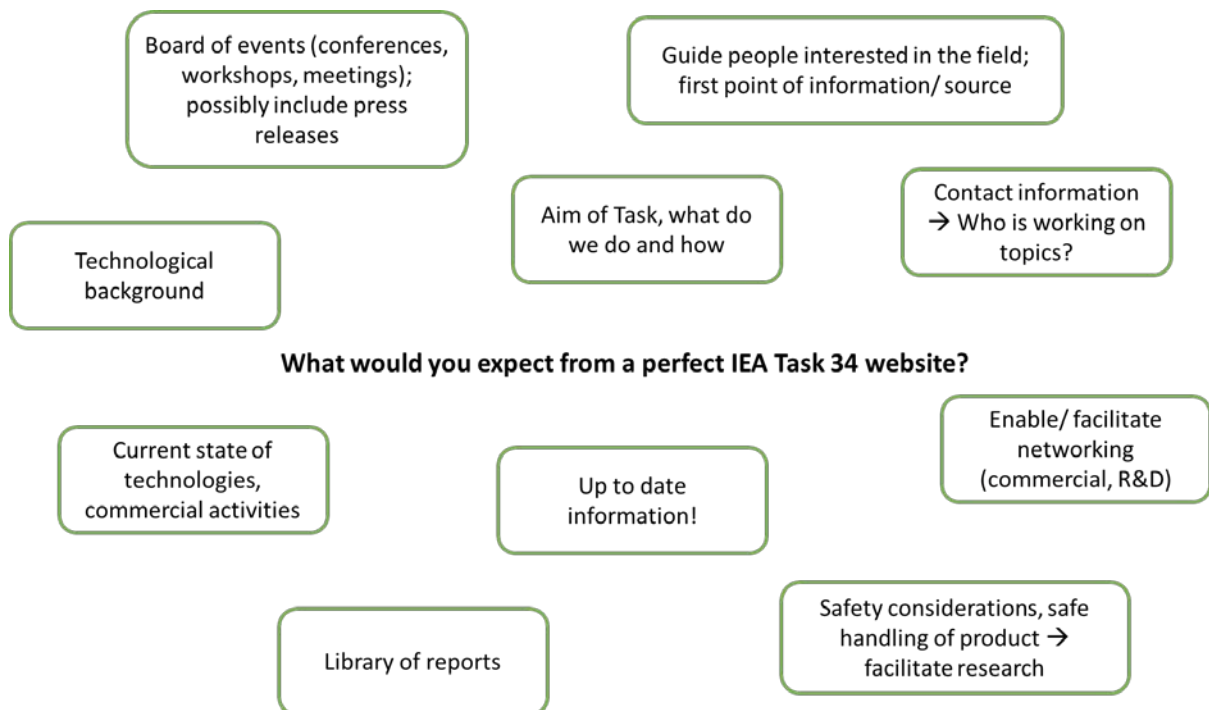 Board of events (conferences,
workshops, meetings);
possibly include press
releases
Guide people interested in the field;
first point of information/ source
Aim of Task, what do
we do and how
Contact information
→ Who is working on
topics?
Technological
background
What would you expect from a perfect IEA Task 34 website?
Current state of
technologies,
commercial activities
Up to date
information!
Enable/ facilitate
networking
(commercial, R&D)
Library of reports
Safety considerations, safe
handling of product →
facilitate research